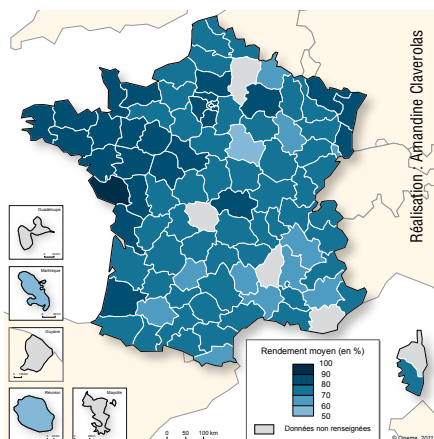 Réalisation / Amandine Claverolas
Guadeloupe
Martinique
Guyane
Réunion
Mayotte
0 50 100 km
Rendement moyen (en %)
100
90
80
70
60
50
Données non renseignées